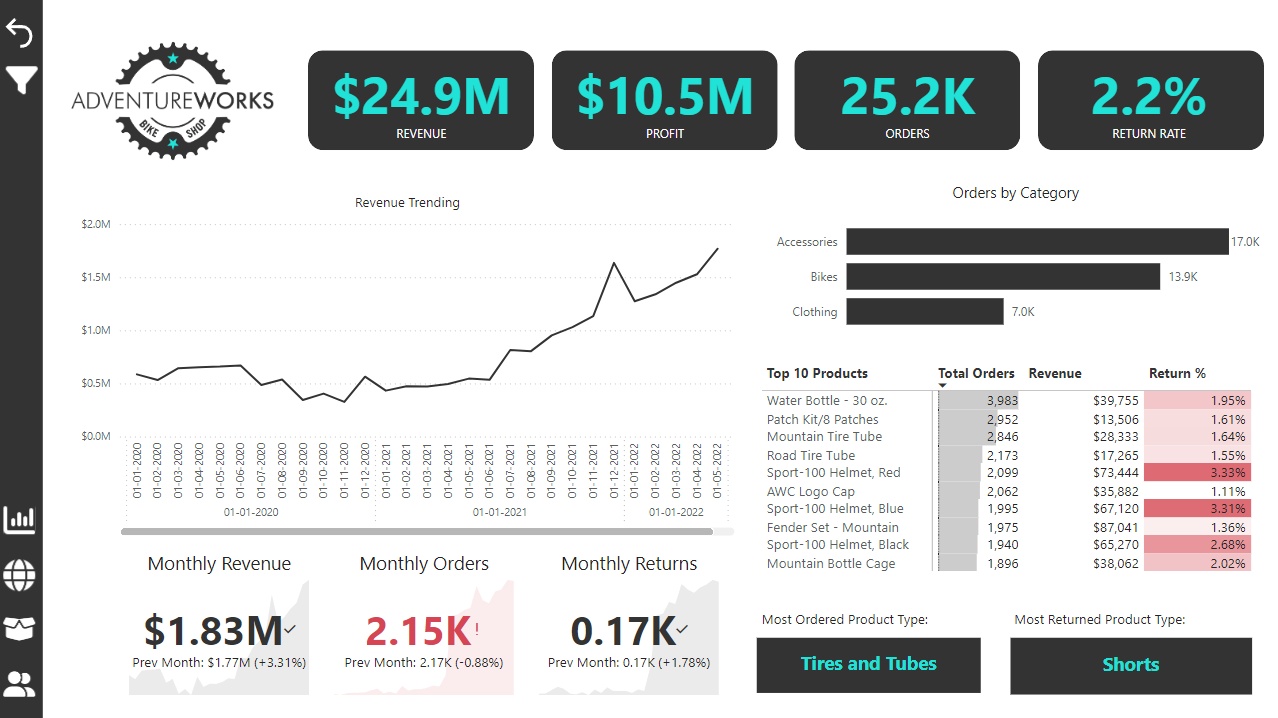 ADVENTUREWORKS
BIKE SHOP
$24.9M
REVENUE
$10.5M
PROFIT
25.2K
ORDERS
2.2%
RETURN RATE
Revenue Trending
$2.0M
$1.5M
$1.0M
$0.5M
$0.0M
01-01-2020 01-02-2020 01-03-2020 01-04-2020 01-05-2020 01-06-2020 01-07-2020 01-08-2020 01-09-2020 01-10-2020 01-11-2020 01-12-2020 01-01-2021 01-02-2021 01-03-2021 01-04-2021 01-05-2021 01-06-2021 01-07-2021 01-08-2021 01-09-2021 01-10-2021 01-11-2021 01-12-2021 01-01-2022 01-02-2022 01-03-2022 01-04-2022 01-05-2022
01-01-2020 01-01-2021 01-01-2022
Orders by Category
Accessories 17.0K
Bikes 13.9K
Clothing 7.0K
Top 10 Products Total Orders Revenue Return %
Water Bottle - 30 oz. 3,983 $39,755 1.95%
Patch Kit/8 Patches 2,952 $13,506 1.61%
Mountain Tire Tube 2,846 $28,333 1.64%
Road Tire Tube 2,173 $17,265 1.55%
Sport-100 Helmet, Red 2,099 $73,444 3.33%
AWC Logo Cap 2,062 $35,882 1.11%
Sport-100 Helmet, Blue 1,995 $67,120 3.31%
Fender Set - Mountain 1,975 $87,041 1.36%
Sport-100 Helmet, Black 1,940 $65,270 2.68%
Mountain Bottle Cage 1,896 $38,062 2.02%
Monthly Revenue
$1.83M
Prev Month: $1.77M (+3.31%)
Monthly Orders
2.15K!
Prev Month: 2.17K (-0.88%)
Monthly Returns
0.17K
Prev Month: 0.17K (+1.78%)
Most Ordered Product Type:
Tires and Tubes
Most Returned Product Type:
Shorts